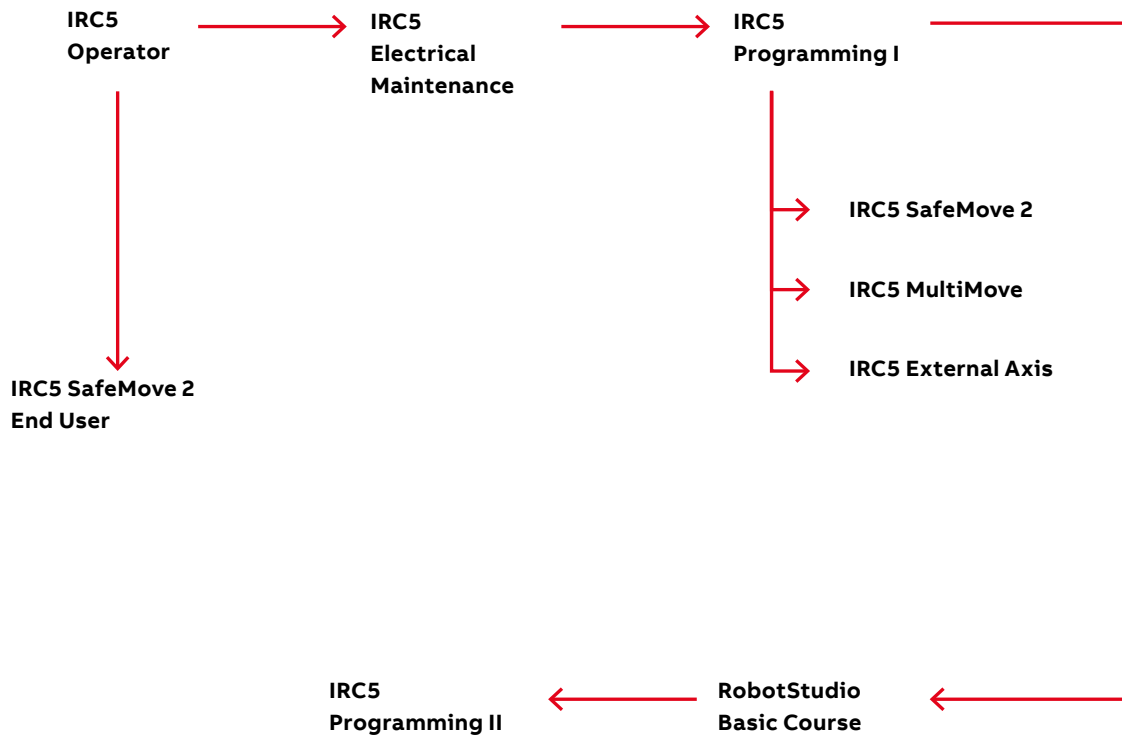 IRC5
Operator
IRC5
Electrical
Maintenance
IRC5
Programming I
IRC5 SafeMove 2
IRC5 MultiMove
IRC5 External Axis
IRC5 SafeMove 2
End User
IRC5
Programming II
RobotStudio
Basic Course